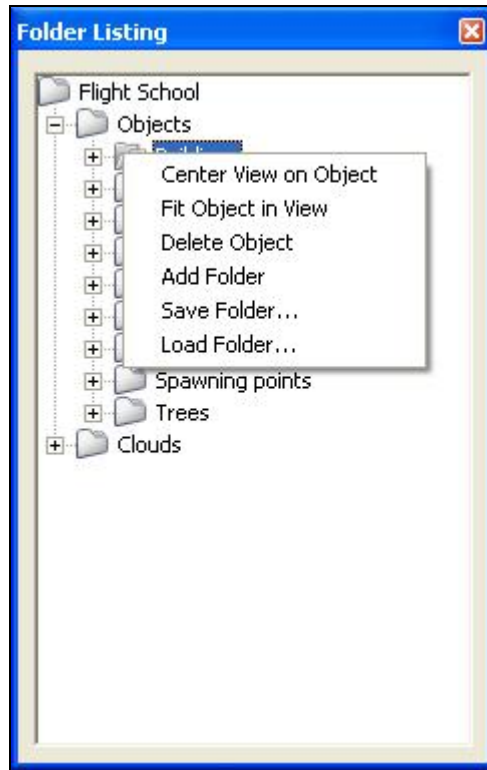 Folder Listing
Flight School
Objects
Center View on Object
Fit Object in View
Delete Object
Add Folder
Save Folder...
Load Folder...
Spawning points
Trees
Clouds